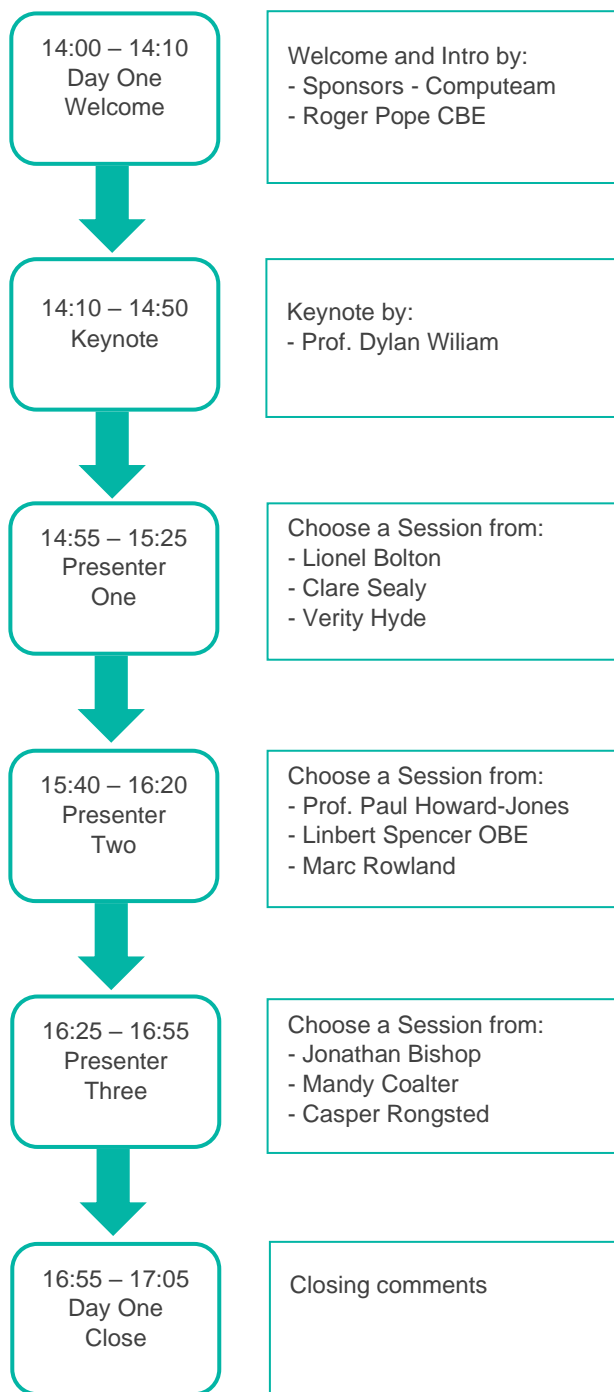 14:00 – 14:10
Day One
Welcome
Welcome and Intro by:
- Sponsors - Computeam
- Roger Pope CBE
14:10 – 14:50
Keynote
Keynote by:
- Prof. Dylan Wiliam
14:55 – 15:25
Presenter
One
Choose a Session from:
- Lionel Bolton
- Clare Sealy
- Verity Hyde
15:40 – 16:20
Presenter
Two
Choose a Session from:
- Prof. Paul Howard-Jones
- Linbert Spencer OBE
- Marc Rowland
16:25 – 16:55
Presenter
Three
Choose a Session from:
- Jonathan Bishop
- Mandy Coalter
- Casper Rongsted
16:55 – 17:05
Day One
Close
Closing comments